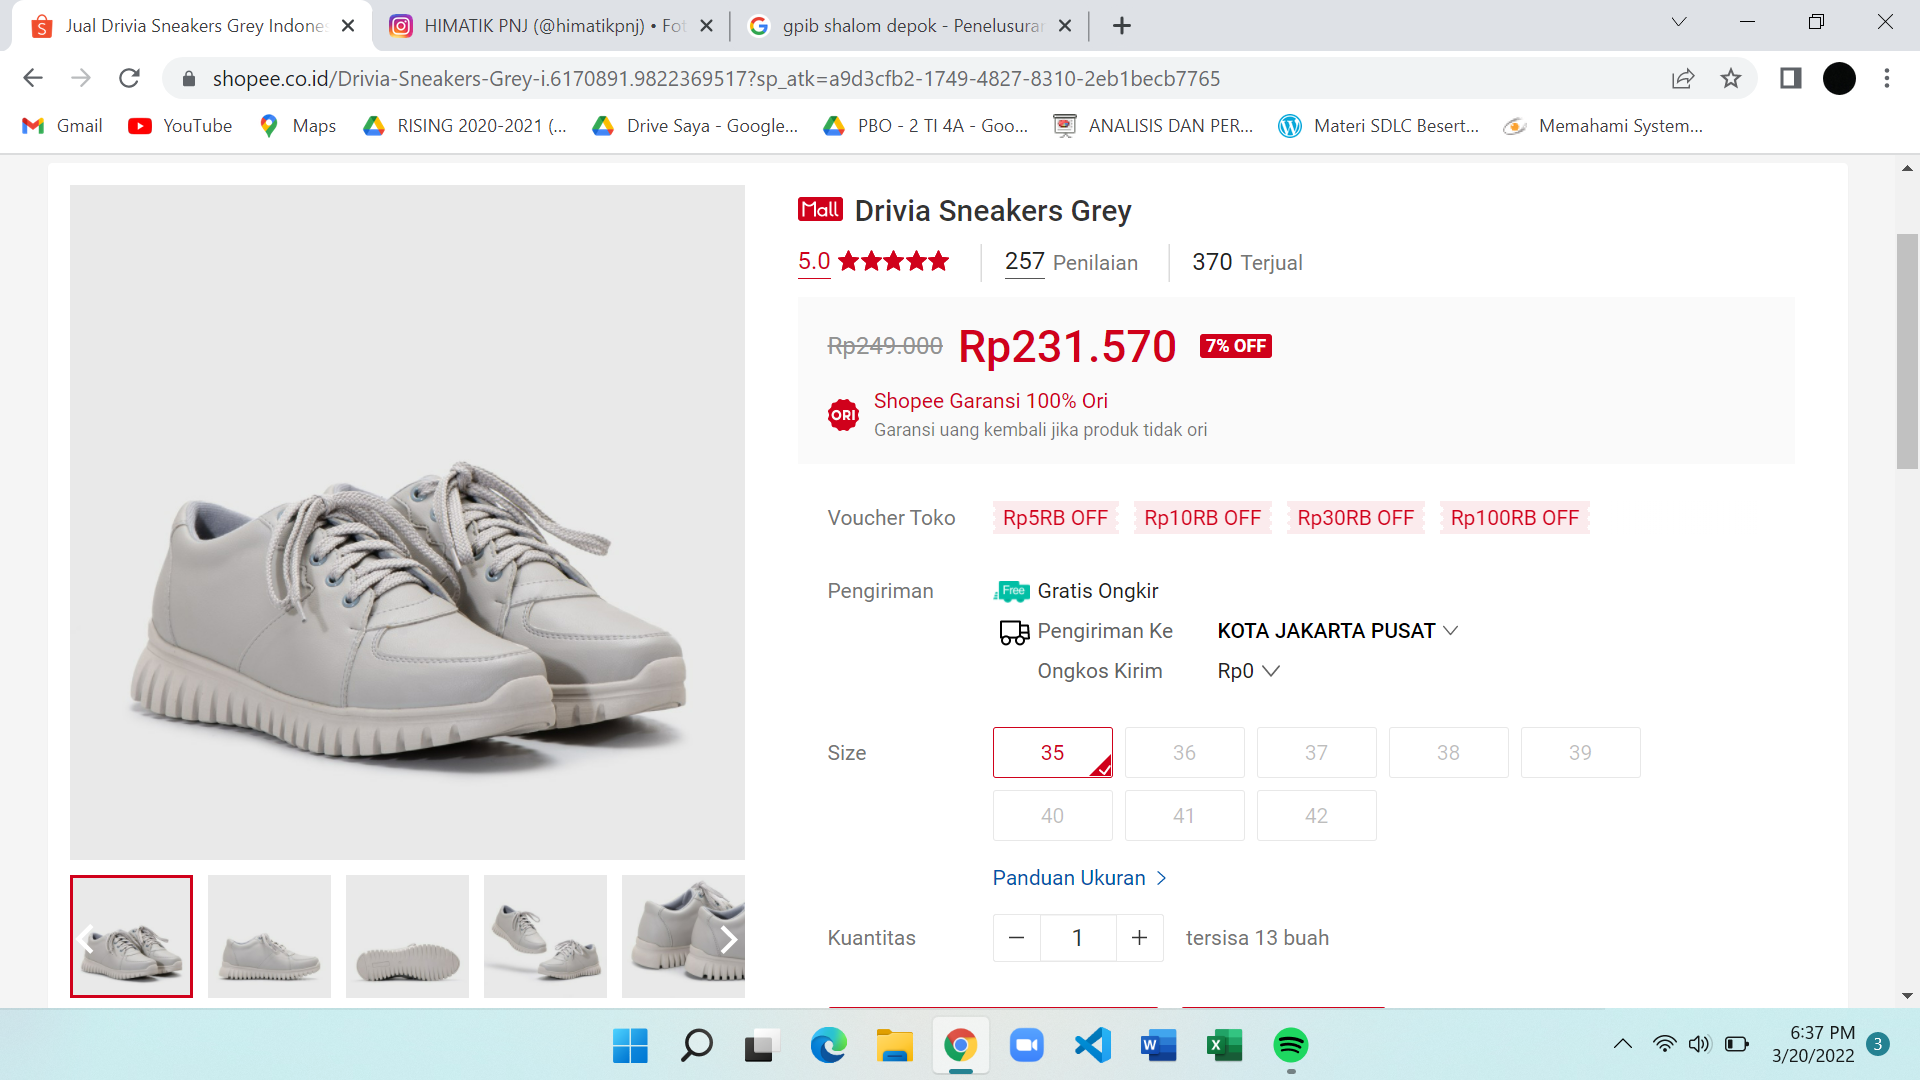 Jual Drivia Sneakers Grey Indones
HIMATIK PNJ (@himatikpnj) • Fot
gpib shalom depok - Penelusuran
shopee.co.id/Drivia-Sneakers-Grey-i.6170891.9822369517?sp_atk=a9d3cfb2-1749-4827-8310-2eb1becb7765
Gmail
YouTube
Maps
RISING 2020-2021 (...
Drive Saya - Google...
PBO - 2 TI 4A - Goo...
ANALISIS DAN PER...
Materi SDLC Besert...
Memahami System...
Mall Drivia Sneakers Grey
5.0
257 Penilaian
370 Terjual
Rp249.000 Rp231.570 7% OFF
ORI
Shopee Garansi 100% Ori
Garansi uang kembali jika produk tidak ori
Voucher Toko
Rp5RB OFF
Rp10RB OFF
Rp30RB OFF
Rp100RB OFF
Pengiriman
Free Gratis Ongkir
Pengiriman Ke KOTA JAKARTA PUSAT
Ongkos Kirim Rp0
Size
35 36 37 38 39
40 41 42
Panduan Ukuran
Kuantitas
1
tersisa 13 buah
6:37 PM
3/20/2022
3